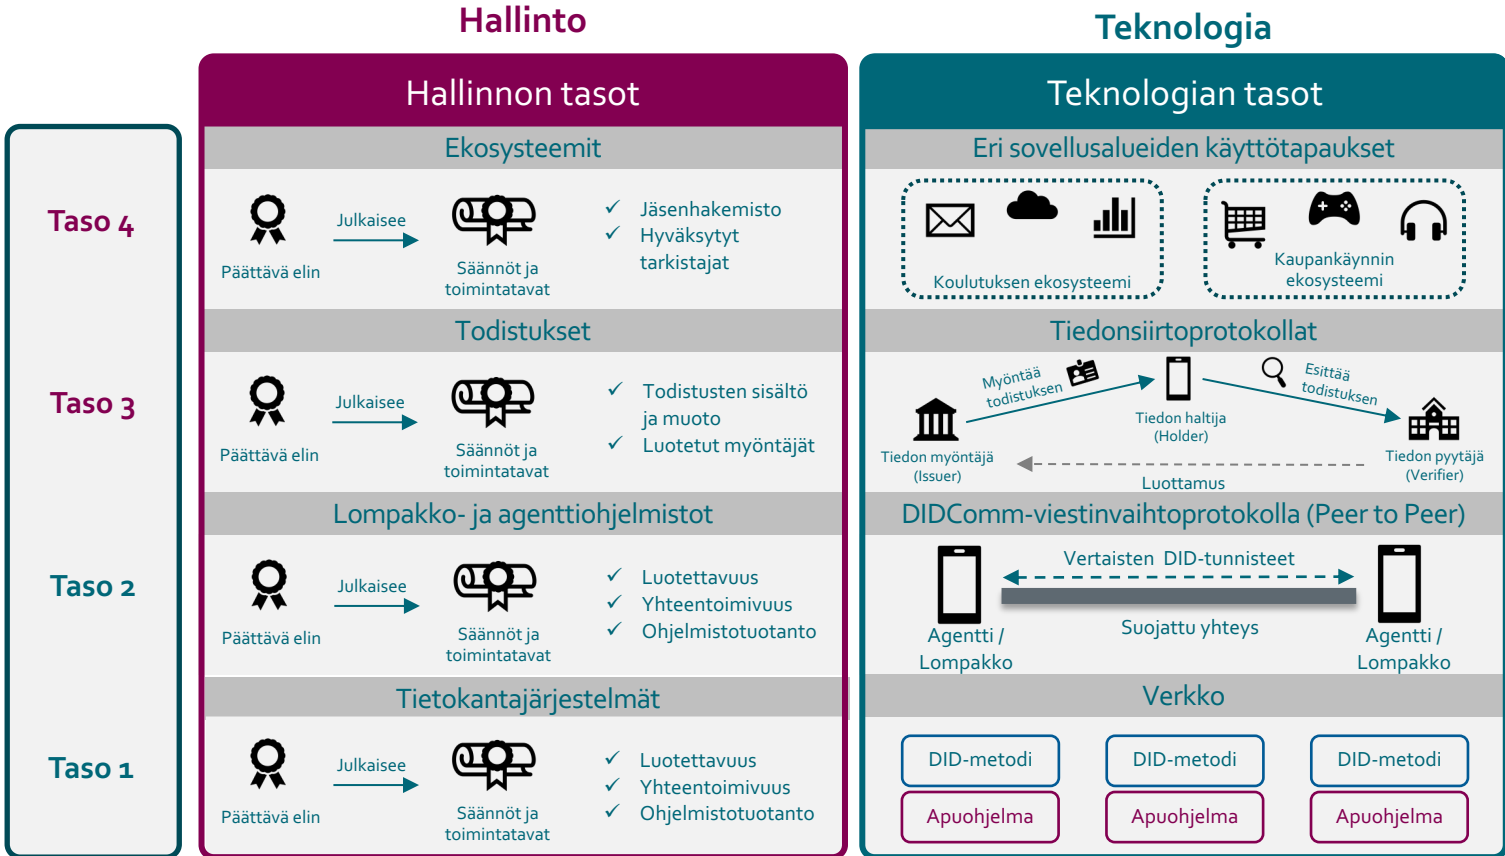 Hallinto
Teknologia
Hallinnon tasot
Teknologian tasot
Taso 4
Ekosysteemit
Päättävä elin
Julkaisee
Säännöt ja
toimintatavat
✓ Jäsenhakemisto
✓ Hyväksytyt
tarkistajat
Eri sovellusalueiden käyttötapaukset
Koulutuksen ekosysteemi
Kaupankäynnin
ekosysteemi
Taso 3
Todistukset
Päättävä elin
Julkaisee
Säännöt ja
toimintatavat
✓ Todistusten sisältö
ja muoto
✓ Luotetut myöntäjät
Tiedonsiirtoprotokollat
Myöntää
todistuksen
Esittää
todistuksen
Tiedon myöntäjä
(Issuer)
Tiedon haltija
(Holder)
Tiedon pyytäjä
(Verifier)
Luottamus
Taso 2
Lompakko- ja agenttiohjelmistot
Päättävä elin
Julkaisee
Säännöt ja
toimintatavat
✓ Luotettavuus
✓ Yhteentoimivuus
✓ Ohjelmistotuotanto
DIDComm-viestinvaihtoprotokolla (Peer to Peer)
Vertaisten DID-tunnisteet
Suojattu yhteys
Agentti /
Lompakko
Agentti /
Lompakko
Taso 1
Tietokantajärjestelmät
Päättävä elin
Julkaisee
Säännöt ja
toimintatavat
✓ Luotettavuus
✓ Yhteentoimivuus
✓ Ohjelmistotuotanto
Verkko
DID-metodi
DID-metodi
DID-metodi
Apuohjelma
Apuohjelma
Apuohjelma